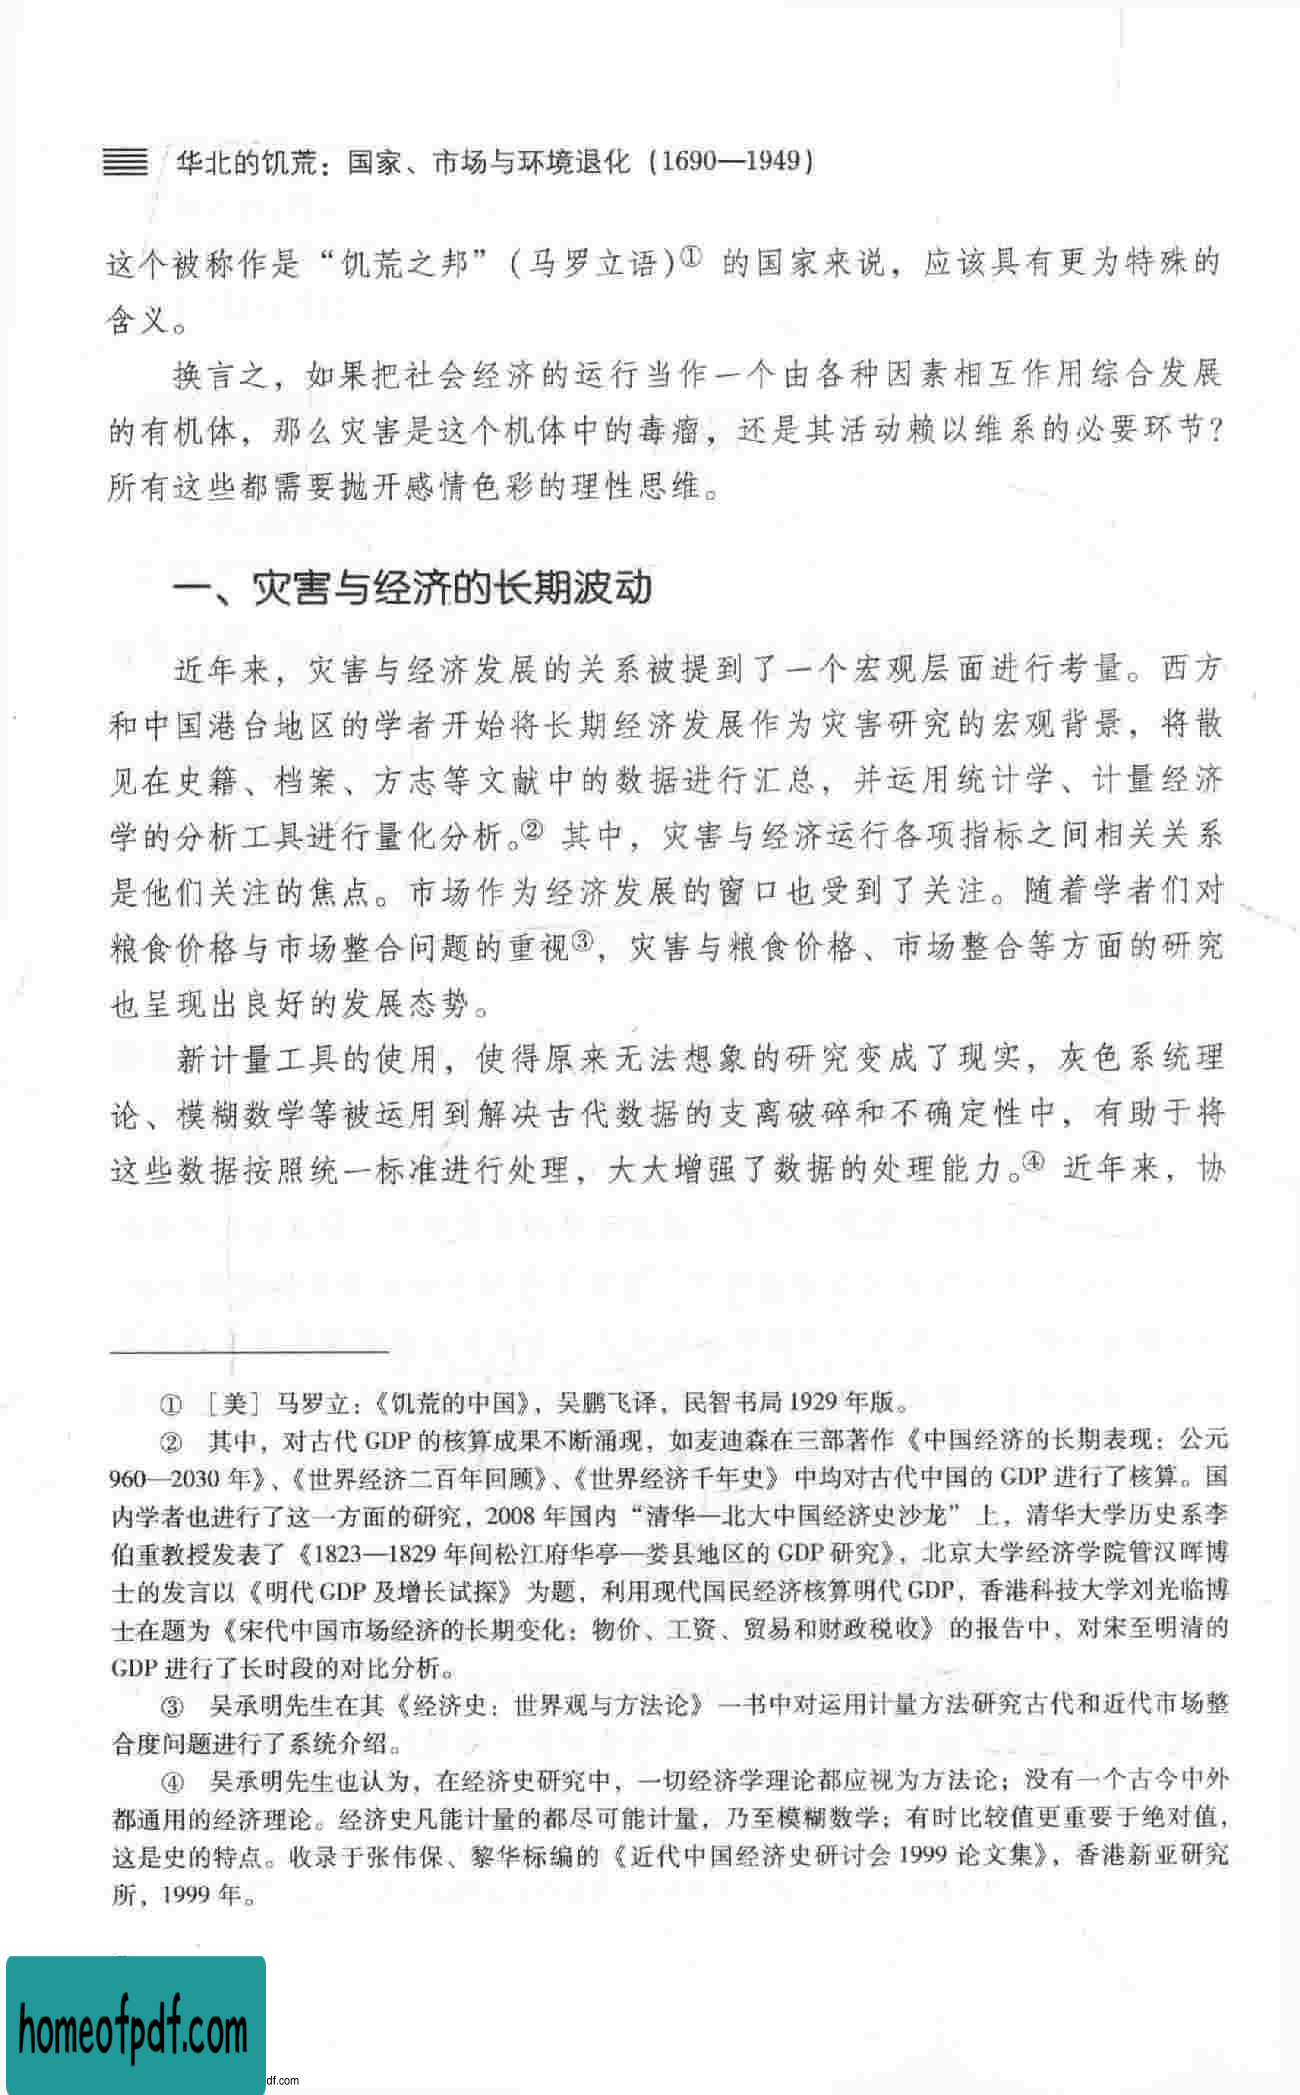 华北的饥荒：国家、市场与环境退化（1690—1949）
这个被称作是“饥荒之邦”（马罗立语）① 的国家来说，应该具有更为特殊的
含义。
换言之，如果把社会经济的运行当作一个由各种因素相互作用综合发展
的有机体，那么灾害是这个机体中的毒瘤，还是其活动赖以维系的必要环节？
所有这些都需要抛开感情色彩的理性思维。
一、灾害与经济的长期波动
近年来，灾害与经济发展的关系被提到了一个宏观层面进行考量。西方
和中国港台地区的学者开始将长期经济发展作为灾害研究的宏观背景，将散
见在史籍、档案、方志等文献中的数据进行汇总，并运用统计学、计量经济
学的分析工具进行量化分析。② 其中，灾害与经济运行各项指标之间相关关系
是他们关注的焦点。市场作为经济发展的窗口也受到了关注。随着学者们对
粮食价格与市场整合问题的重视③，灾害与粮食价格、市场整合等方面的研究
也呈现出良好的发展态势。
新计量工具的使用，使得原来无法想象的研究变成了现实，灰色系统理
论、模糊数学等被运用到解决古代数据的支离破碎和不确定性中，有助于将
这些数据按照统一标准进行处理，大大增强了数据的处理能力。④ 近年来，协
① ［美］马罗立：《饥荒的中国》，吴鹏飞译，民智书局 1929 年版。
② 其中，对古代 GDP 的核算成果不断涌现，如麦迪森在三部著作《中国经济的长期表现：公元
960—2030 年》、《世界经济二百年回顾》、《世界经济千年史》中均对古代中国的 GDP 进行了核算。国
内学者也进行了这一方面的研究，2008 年国内“清华—北大中国经济史沙龙”上，清华大学历史系李
伯重教授发表了《1823—1829 年间松江府华亭—娄县地区的 GDP 研究》，北京大学经济学院管汉晖博
士的发言以《明代 GDP 及增长试探》为题，利用现代国民经济核算明代 GDP，香港科技大学刘光临博
士在题为《宋代中国市场经济的长期变化：物价、工资、贸易和财政税收》的报告中，对宋至明清的
GDP 进行了长时段的对比分析。
③ 吴承明先生在其《经济史：世界观与方法论》一书中对运用计量方法研究古代和近代市场整
合度问题进行了系统介绍。
④ 吴承明先生也认为，在经济史研究中，一切经济学理论都应视为方法论；没有一个古今中外
都通用的经济理论。经济史凡能计量的都尽可能计量，乃至模糊数学；有时比较值更重要于绝对值，
这是史的特点。收录于张伟保、黎华标编的《近代中国经济史研讨会 1999 论文集》，香港新亚研究
所，1999 年。
homeofpdf.com
df.com